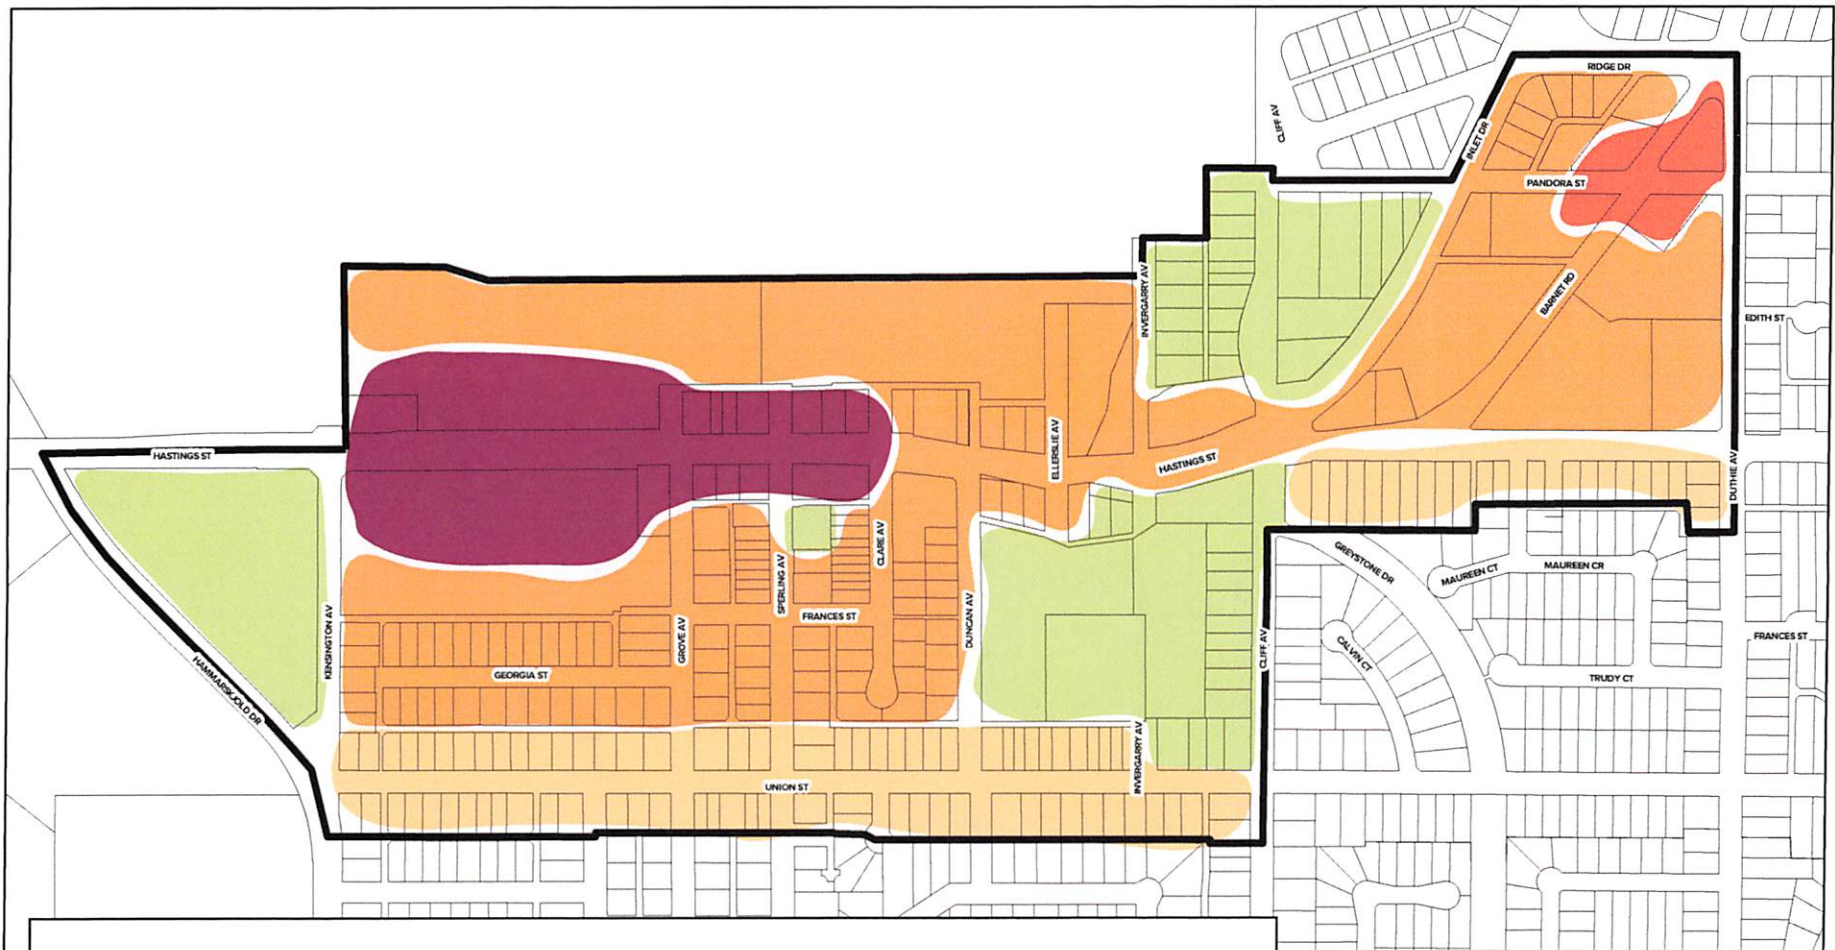 RIDGE DR
CLIFF AV
INLET DR
PANDORA ST
INVERGARRY AV
BARNET RD
EDITH ST
HASTINGS ST
ELLERSLIE AV
HASTINGS ST
DUTHIE AV
CLARE AV
SPERLING AV
GREYSTONE DR
MAUREEN CT
MAUREEN CR
FRANCES ST
DUNCAN AV
KENSINGTON AV
GROVE AV
CLIFF AV
CALVIN CT
FRANCES ST
GEORGIA ST
TRUDY CT
HAMMARSKJOLD DR
INVERGARRY AV
UNION ST